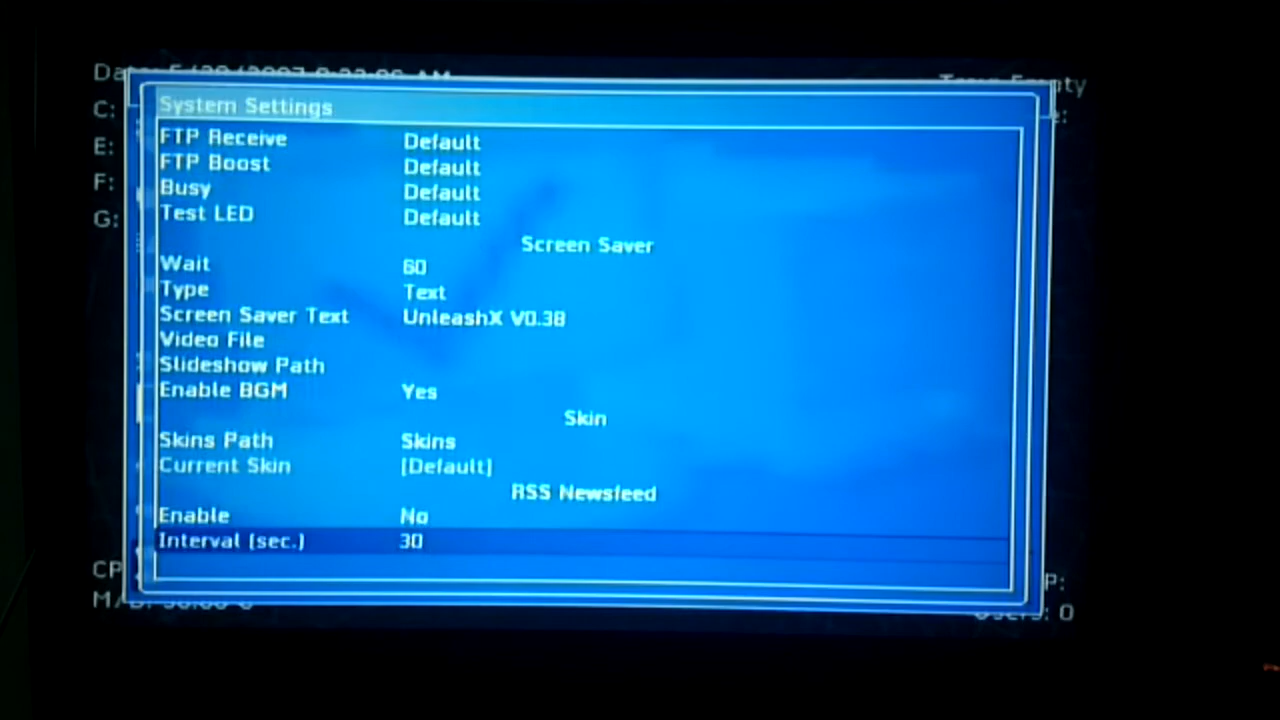 System Settings
FTP Receive Default
FTP Boost Default
Busy Default
Test LED Default
Screen Saver
Wait 60
Type Text
Screen Saver Text UnleashX V0.38
Video File
Slideshow Path
Enable BGM Yes
Skin
Skins Path Skins
Current Skin [Default]
RSS Newsfeed
Enable No
Interval (sec.) 30
C:
E:
F:
G:
Users: 0